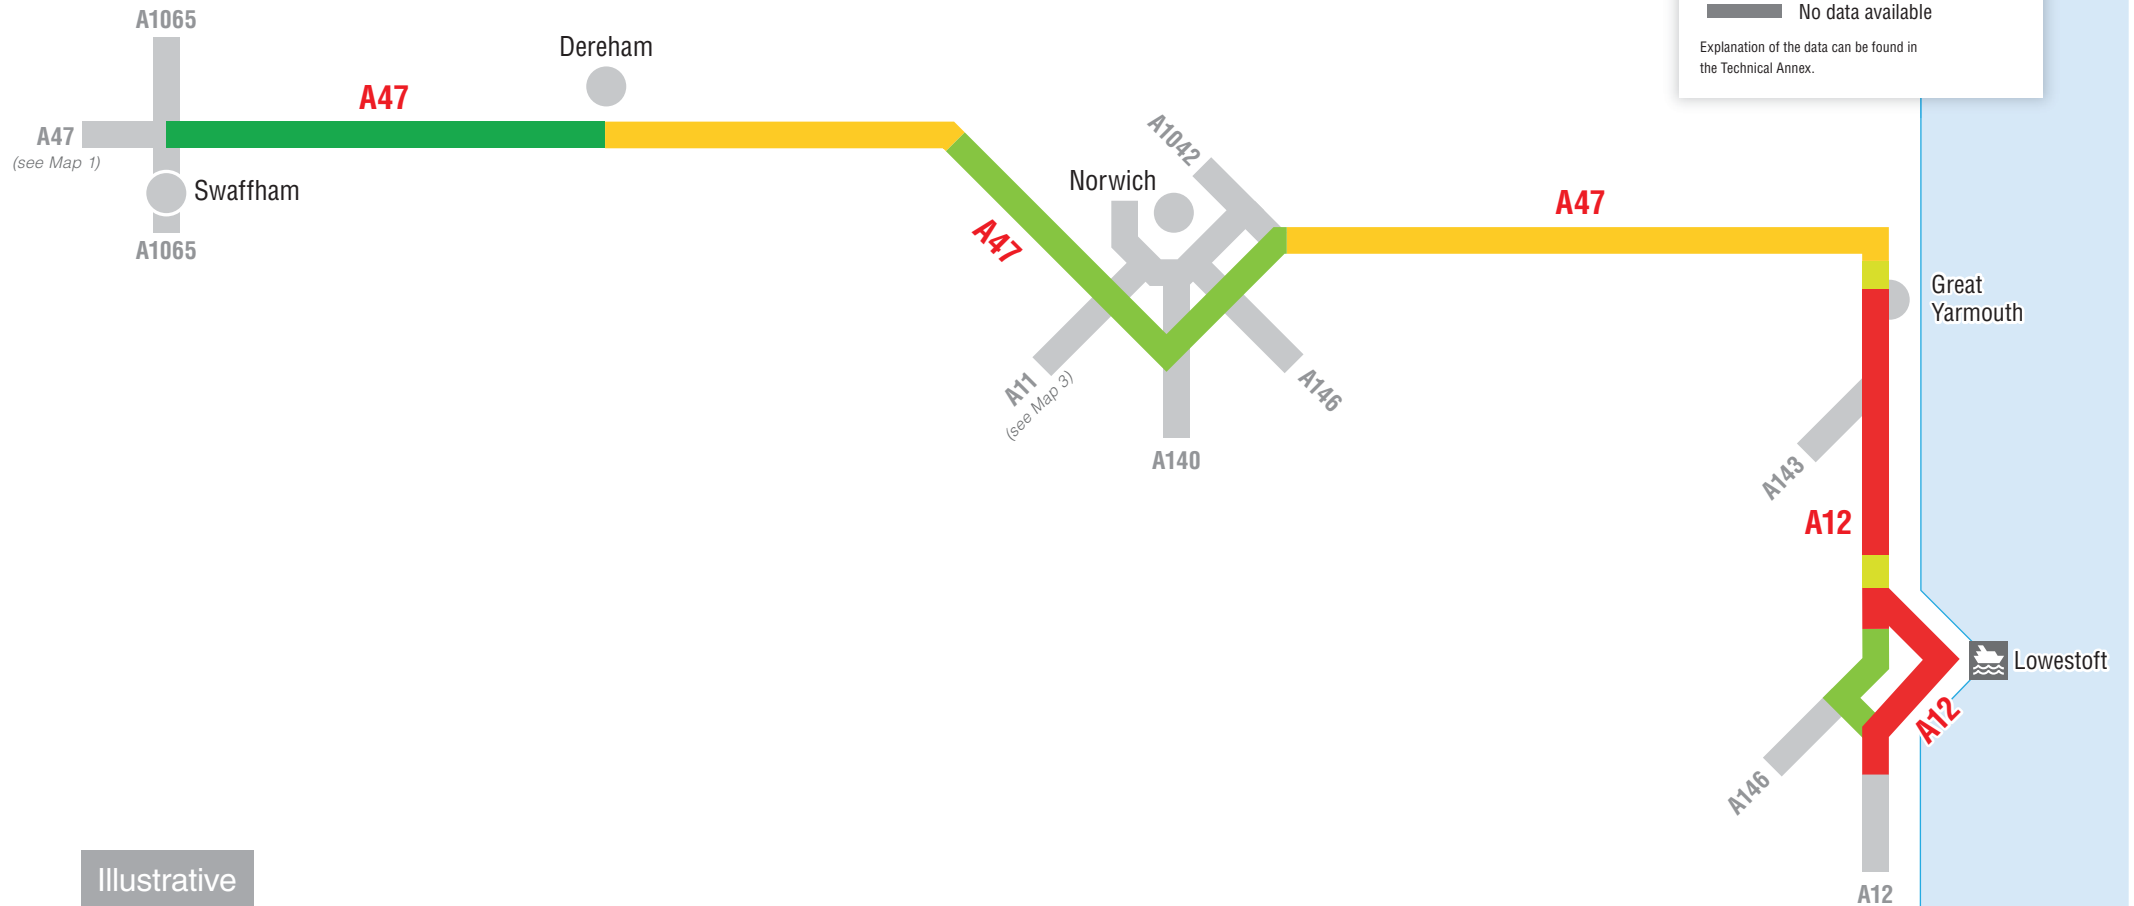 A1065
No data available
Explanation of the data can be found in
the Technical Annex.
Dereham
A47
A47
(see Map 1)
A1042
Norwich
Swaffham
A47
A47
A1065
Great
Yarmouth
A11
(see Map 3)
A146
A140
A143
A12
Lowestoft
A12
A146
Illustrative
A12